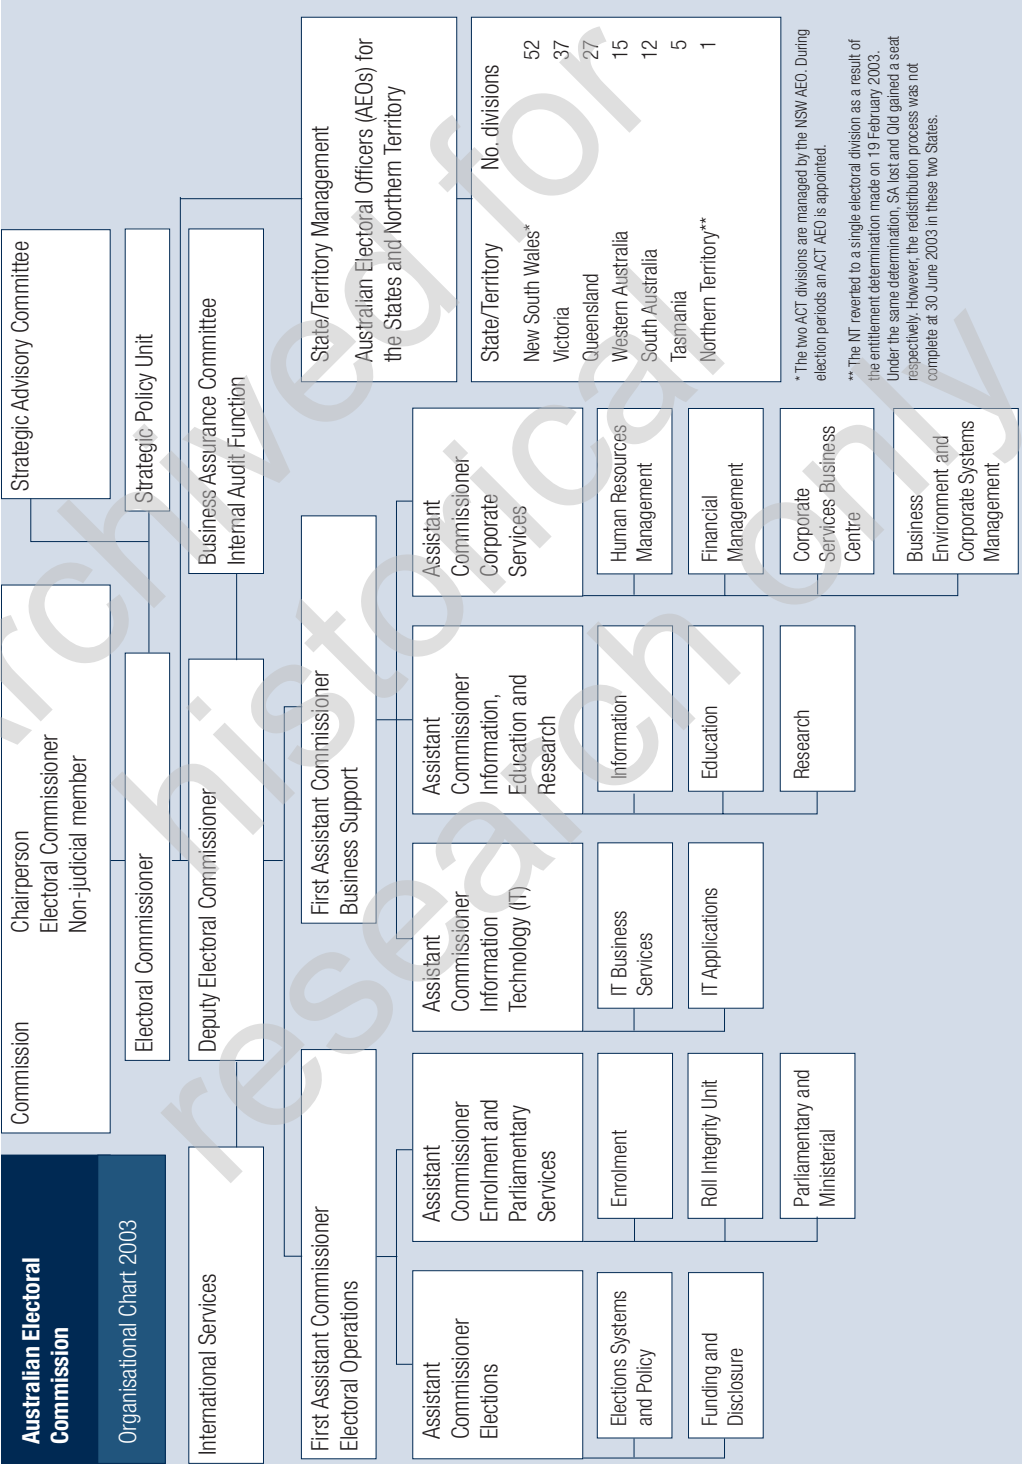 Australian Electoral
Commission
Organisational Chart 2003
Commission
Chairperson
Electoral Commissioner
Non-judicial member
Strategic Advisory Committee
Electoral Commissioner
Strategic Policy Unit
International Services
Deputy Electoral Commissioner
Business Assurance Committee
Internal Audit Function
First Assistant Commissioner
Electoral Operations
First Assistant Commissioner
Business Support
State/Territory Management
Australian Electoral Officers (AEOs) for
the States and Northern Territory
Assistant
Commissioner
Elections
Elections Systems
and Policy
Funding and
Disclosure
Assistant
Commissioner
Enrolment and
Parliamentary
Services
Enrolment
Roll Integrity Unit
Parliamentary and
Ministerial
Assistant
Commissioner
Information
Technology (IT)
IT Business
Services
IT Applications
Assistant
Commissioner
Information,
Education and
Research
Information
Education
Research
Assistant
Commissioner
Corporate
Services
Human Resources
Management
Financial
Management
Corporate
Services Business
Centre
Business
Environment and
Corporate Systems
Management
State/Territory No. divisions
New South Wales* 52
Victoria 37
Queensland 27
Western Australia 15
South Australia 12
Tasmania 5
Northern Territory** 1
* The two ACT divisions are managed by the NSW AEO. During
election periods an ACT AEO is appointed.
** The NT reverted to a single electoral division as a result of
the entitlement determination made on 19 February 2003.
Under the same determination, SA lost and Qld gained a seat
respectively. However, the redistribution process was not
complete at 30 June 2003 in these two States.
Archived for
historical
research only